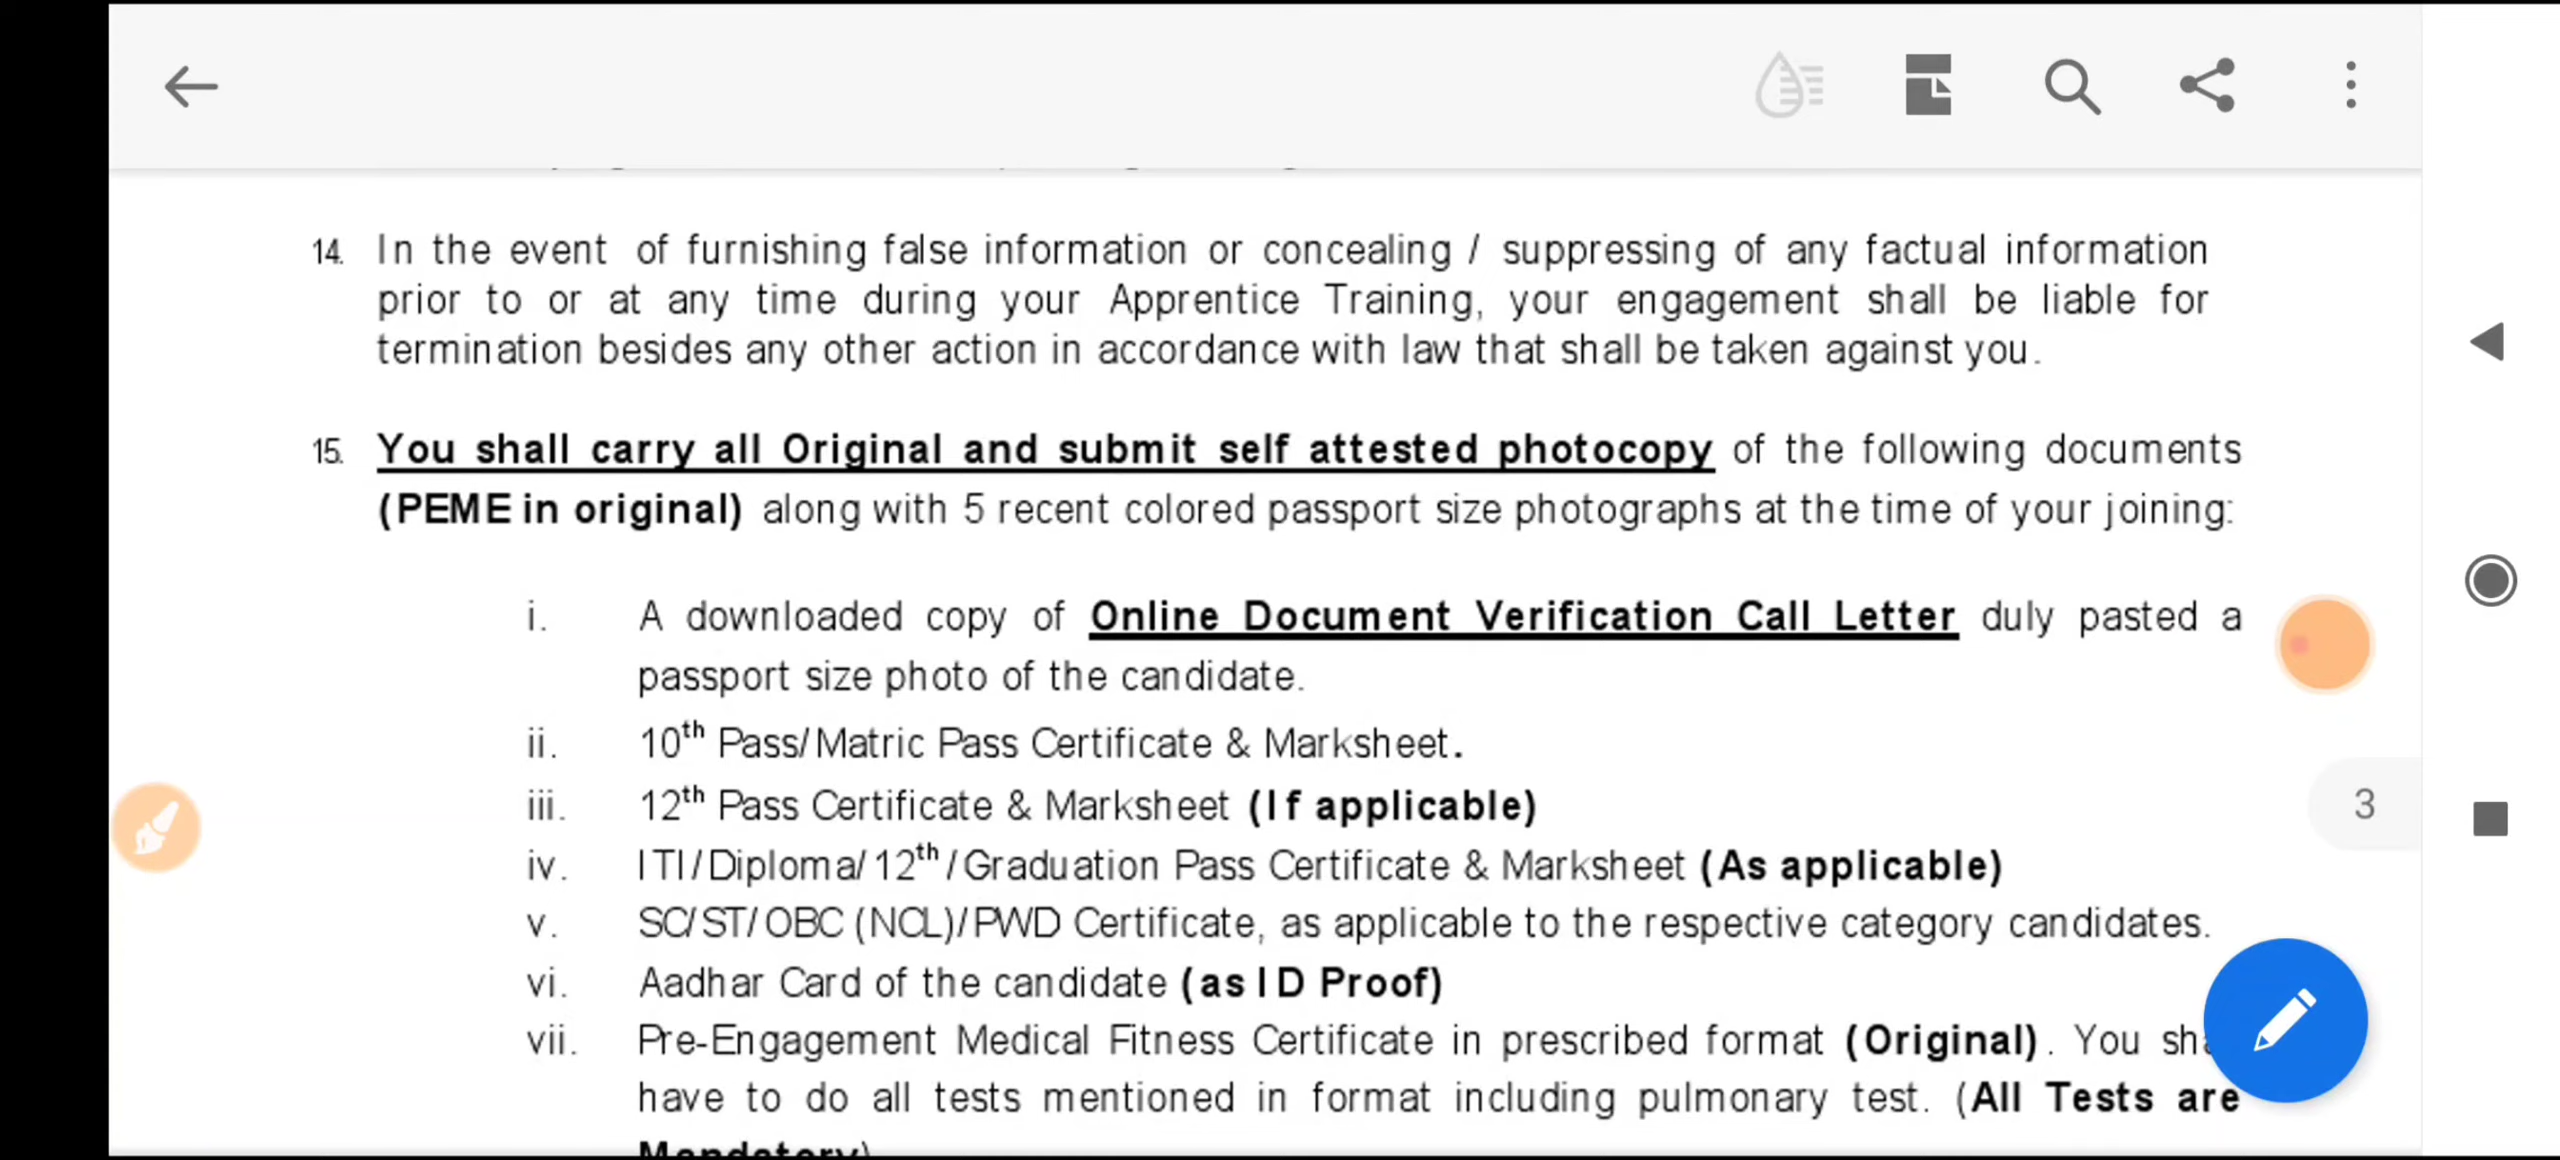 14. In the event of furnishing false information or concealing / suppressing of any factual information
prior to or at any time during your Apprentice Training, your engagement shall be liable for
termination besides any other action in accordance with law that shall be taken against you.
15. You shall carry all Original and submit self attested photocopy of the following documents
(PEME in original) along with 5 recent colored passport size photographs at the time of your joining:
i. A downloaded copy of Online Document Verification Call Letter duly pasted a
passport size photo of the candidate.
ii. 10th Pass/Matric Pass Certificate & Marksheet.
iii. 12th Pass Certificate & Marksheet (If applicable)
3
iv. ITI/Diploma/12th/Graduation Pass Certificate & Marksheet (As applicable)
v. SC/ST/OBC (NCL)/PWD Certificate, as applicable to the respective category candidates.
vi. Aadhar Card of the candidate (as ID Proof)
vii. Pre-Engagement Medical Fitness Certificate in prescribed format (Original). You
have to do all tests mentioned in format including pulmonary test. (All Tests are
Mandatory)